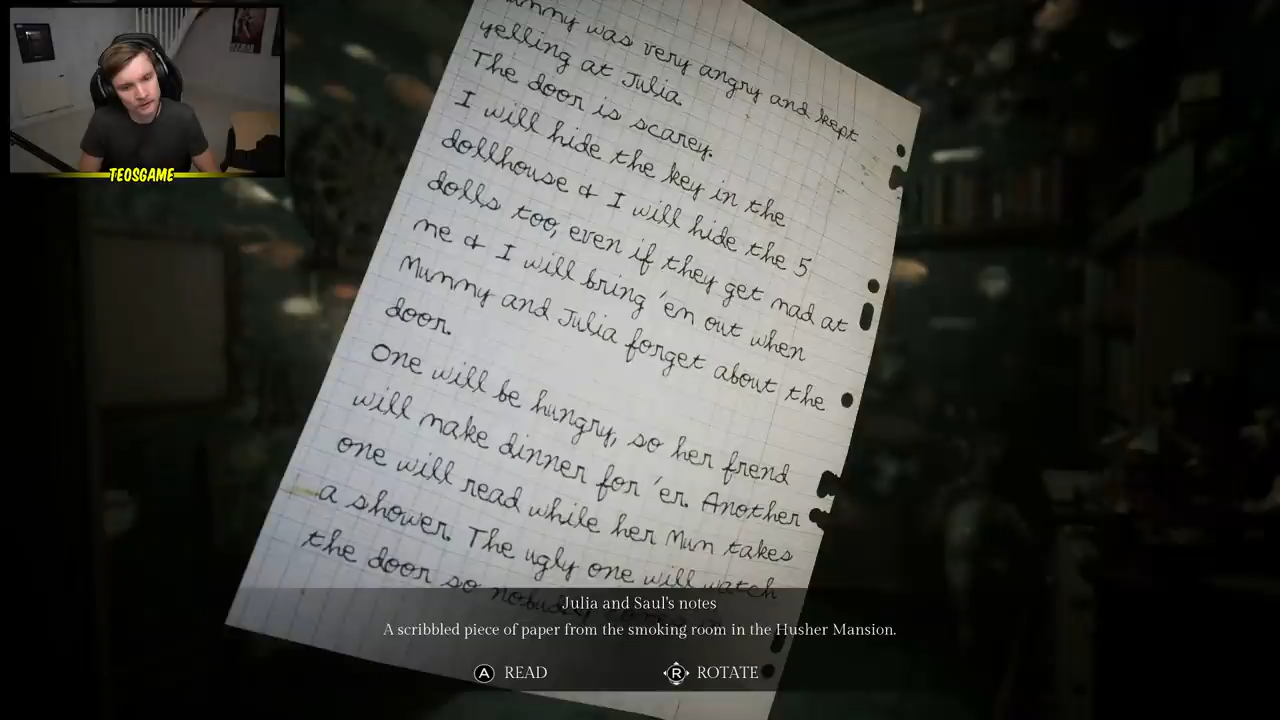 TEOSGAME
was very angry and kept
yelling at Julia.
The door is scarey.
I will hide the key in the
dollhouse & I will hide the 5
dolls too, even if they get mad at
me & I will bring 'em out when
Mummy and Julia forget about the
door.
One will be hungry, so her frend
will make dinner for 'er. Another
one will read while her Mum takes
a shower. The ugly one will watch
the door so
Julia and Saul's notes
A scribbled piece of paper from the smoking room in the Husher Mansion.
A READ
R ROTATE